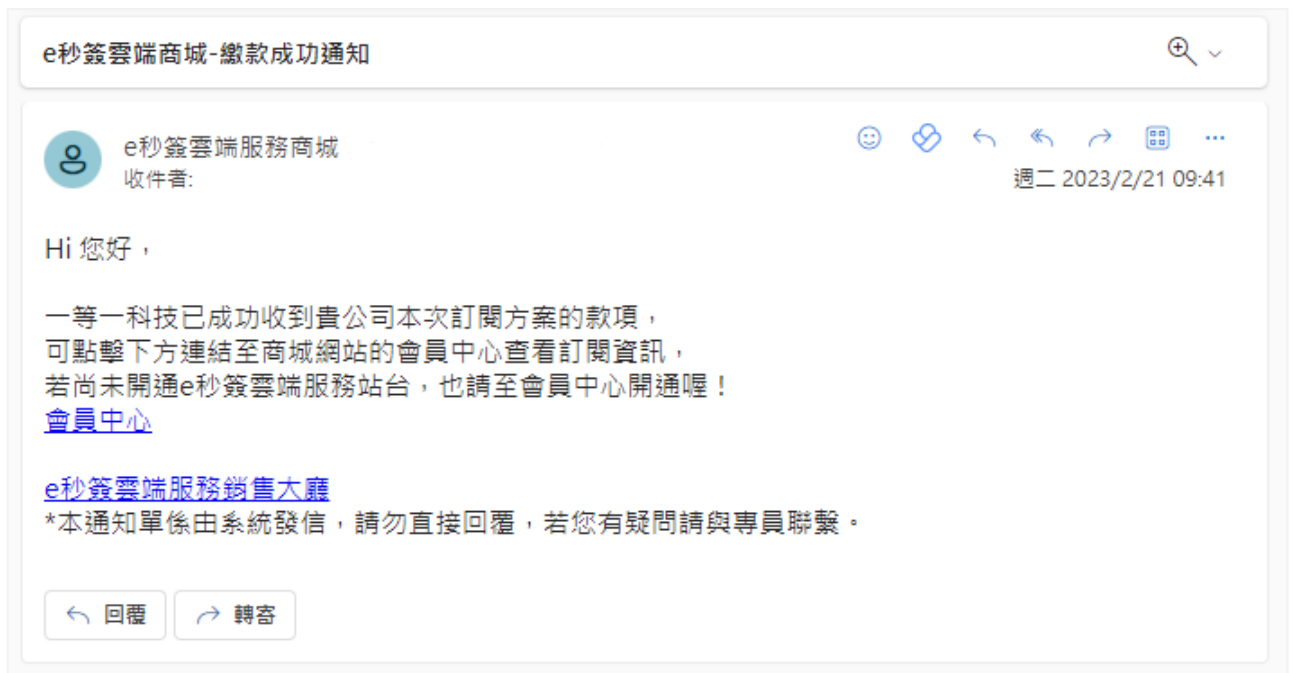 e秒簽雲端商城-繳款成功通知
e秒簽雲端服務商城
收件者:
週二 2023/2/21 09:41
Hi 您好，
一等一科技已成功收到貴公司本次訂閱方案的款項，
可點擊下方連結至商城網站的會員中心查看訂閱資訊，
若尚未開通e秒簽雲端服務站台，也請至會員中心開通喔！
會員中心
e秒簽雲端服務銷售大廳
*本通知單係由系統發信，請勿直接回覆，若您有疑問請與專員聯繫。
回覆
轉寄